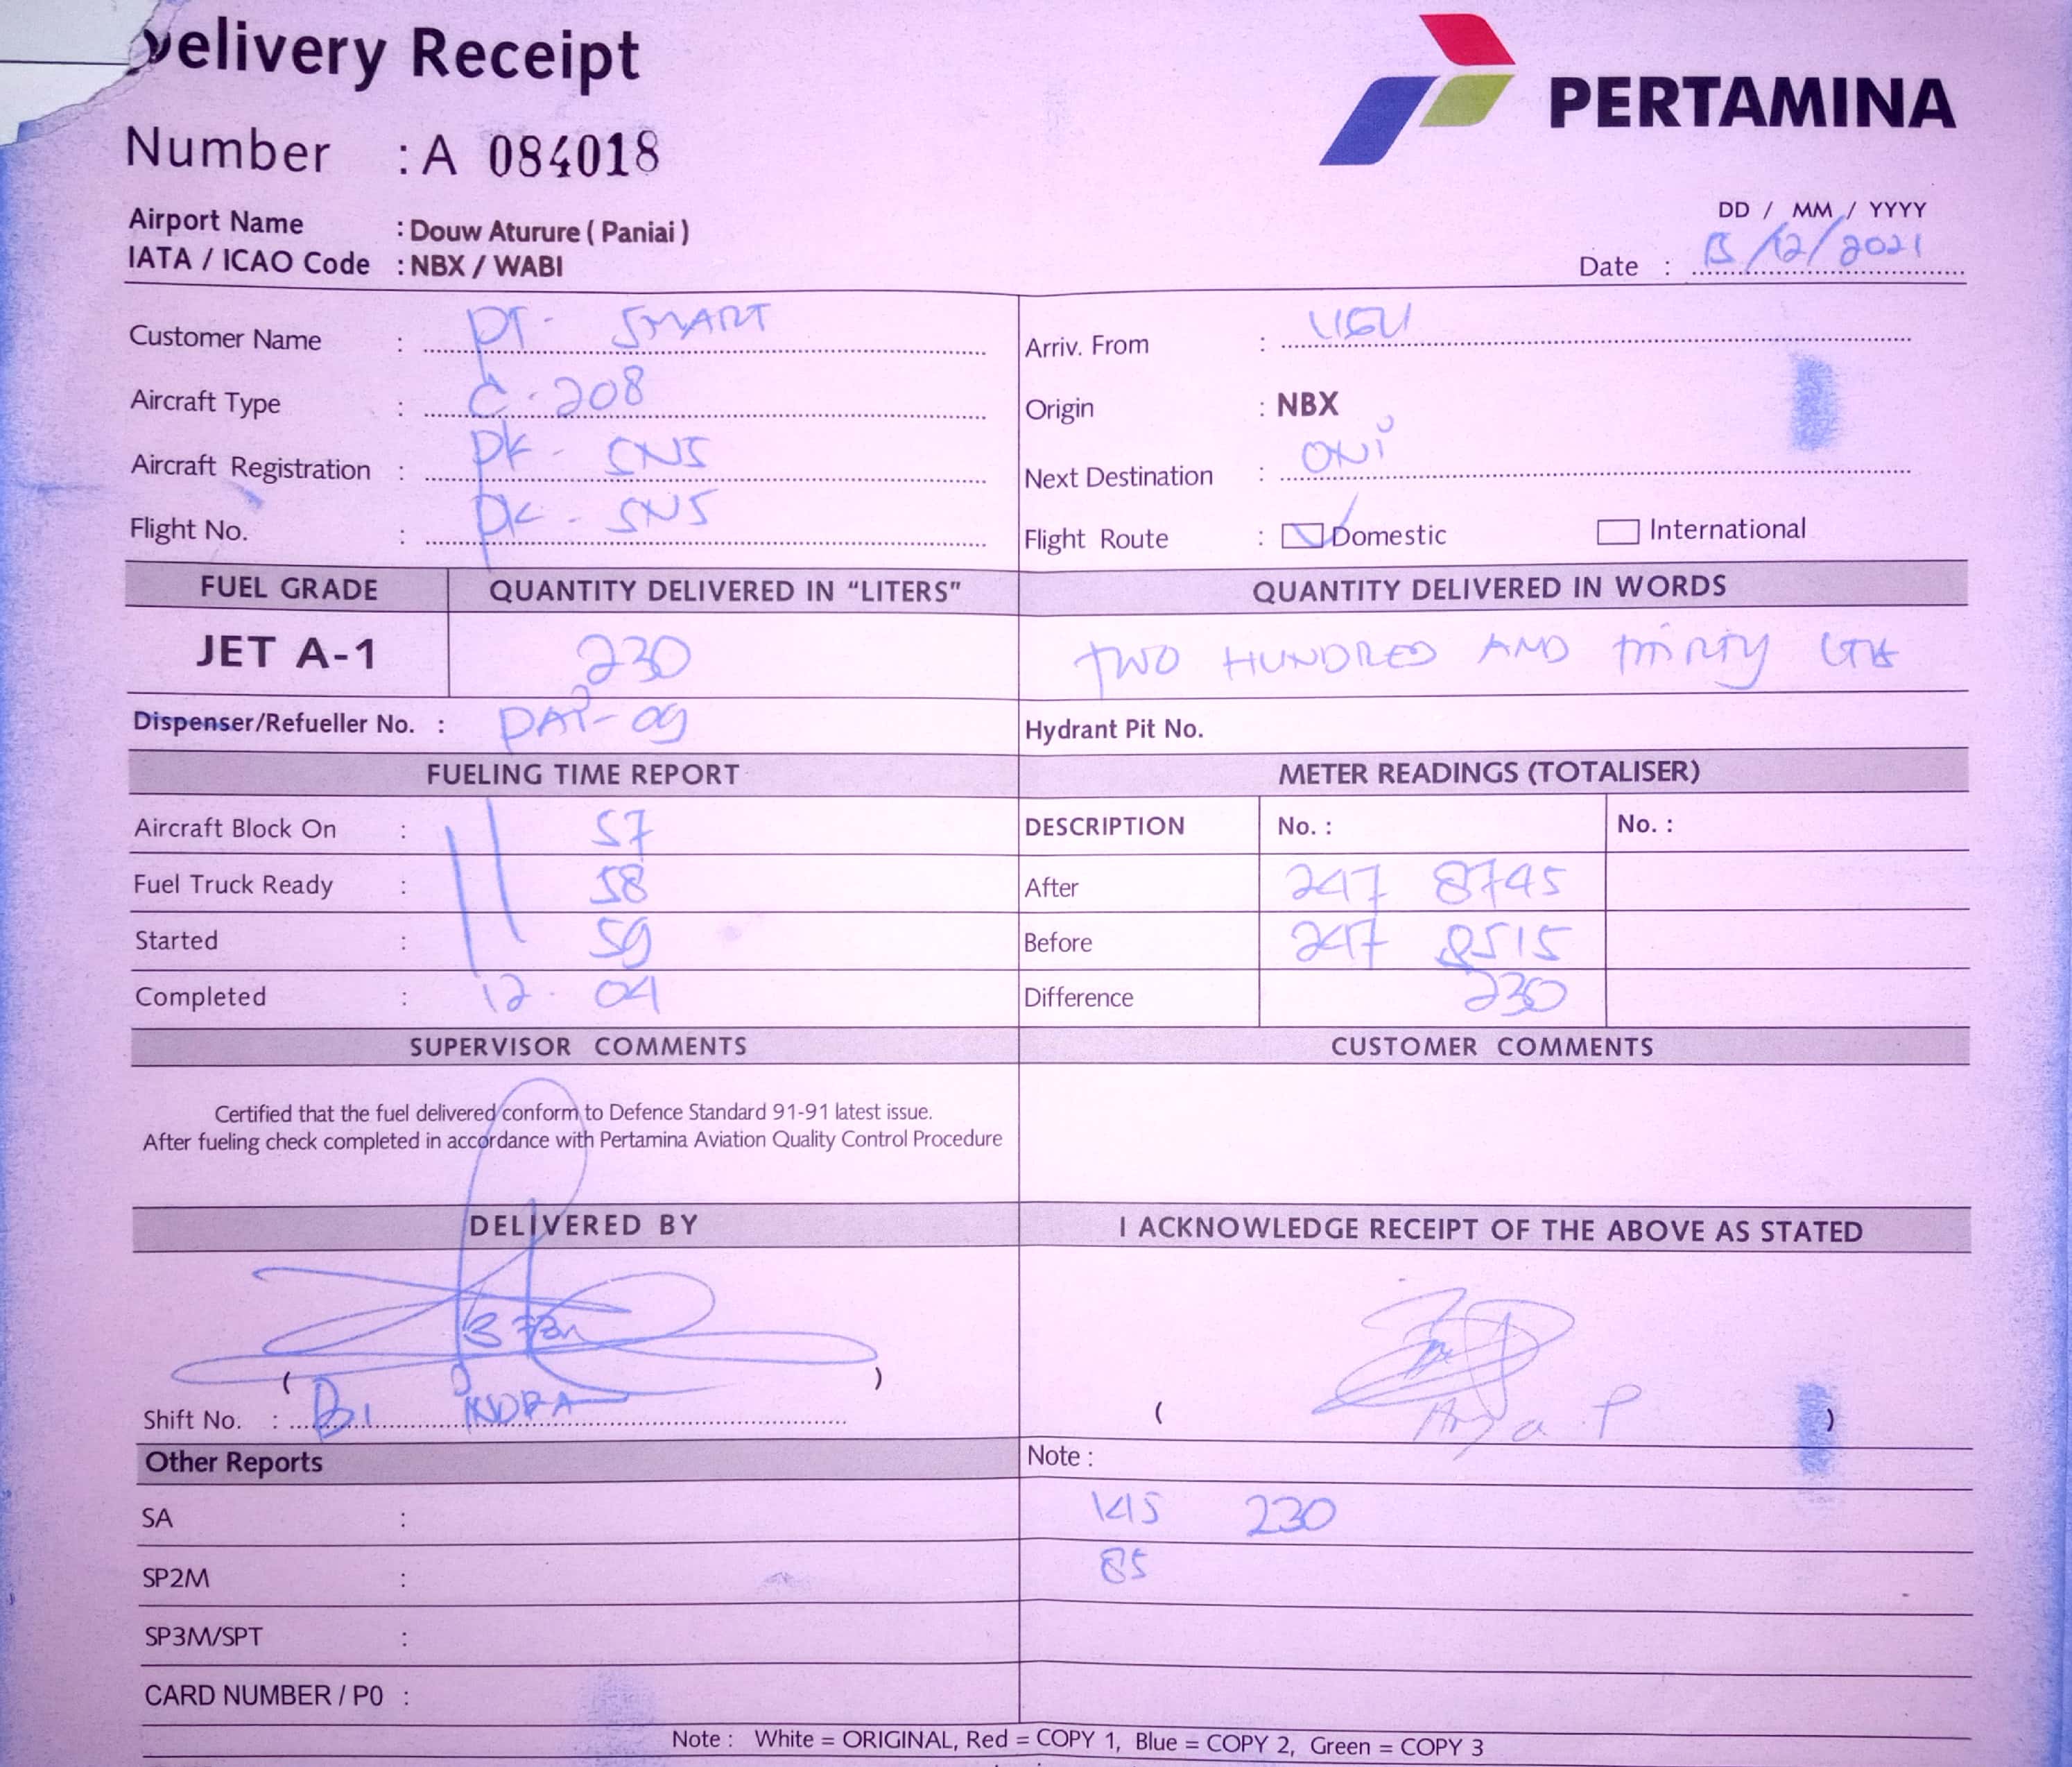 Delivery Receipt
PERTAMINA
Number : A 084018
Airport Name : Douw Aturure ( Paniai )
IATA / ICAO Code : NBX / WABI
DD / MM / YYYY
Date : 13/12/2021
Customer Name : PT. SMART
Arriv. From :
Aircraft Type : C.208
Origin : NBX
Aircraft Registration : PK - SNS
Next Destination : ONI
Flight No. : PK - SNS
Flight Route : Domestic International
FUEL GRADE QUANTITY DELIVERED IN “LITERS” QUANTITY DELIVERED IN WORDS
JET A-1 230 TWO HUNDRED AND THIRTY
Dispenser/Refueller No. : 09
Hydrant Pit No.
FUELING TIME REPORT METER READINGS (TOTALISER)
Aircraft Block On : 11 57
DESCRIPTION No. : No. :
Fuel Truck Ready : 58
After 247 8745
Started : 59
Before 247 8515
Completed : 12. 04
Difference 230
SUPERVISOR COMMENTS CUSTOMER COMMENTS
Certified that the fuel delivered conform to Defence Standard 91-91 latest issue.
After fueling check completed in accordance with Pertamina Aviation Quality Control Procedure
DELIVERED BY I ACKNOWLEDGE RECEIPT OF THE ABOVE AS STATED
( )
Shift No. : INDRA
( )
Other Reports Note :
SA : 230
SP2M : 85
SP3M/SPT :
CARD NUMBER / P0 :
Note : White = ORIGINAL, Red = COPY 1, Blue = COPY 2, Green = COPY 3